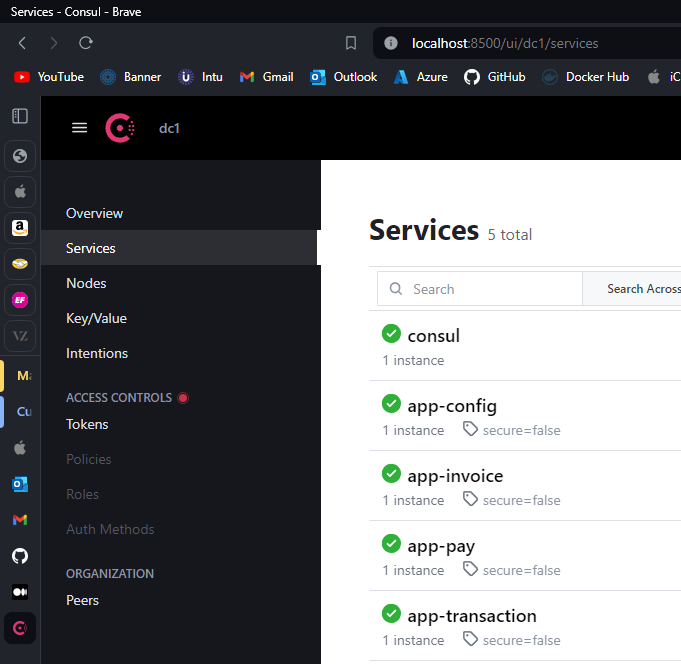 Services - Consul - Brave
localhost:8500/ui/dc1/services
YouTube Banner Intu Gmail Outlook Azure GitHub Docker Hub iC
dc1
Overview
Services
Nodes
Key/Value
Intentions
ACCESS CONTROLS
Tokens
Policies
Roles
Auth Methods
ORGANIZATION
Peers
a
EF
VZ
Ma
Cu
Services 5 total
Search Search Across
consul
1 instance
app-config
1 instance secure=false
app-invoice
1 instance secure=false
app-pay
1 instance secure=false
app-transaction
1 instance secure=false